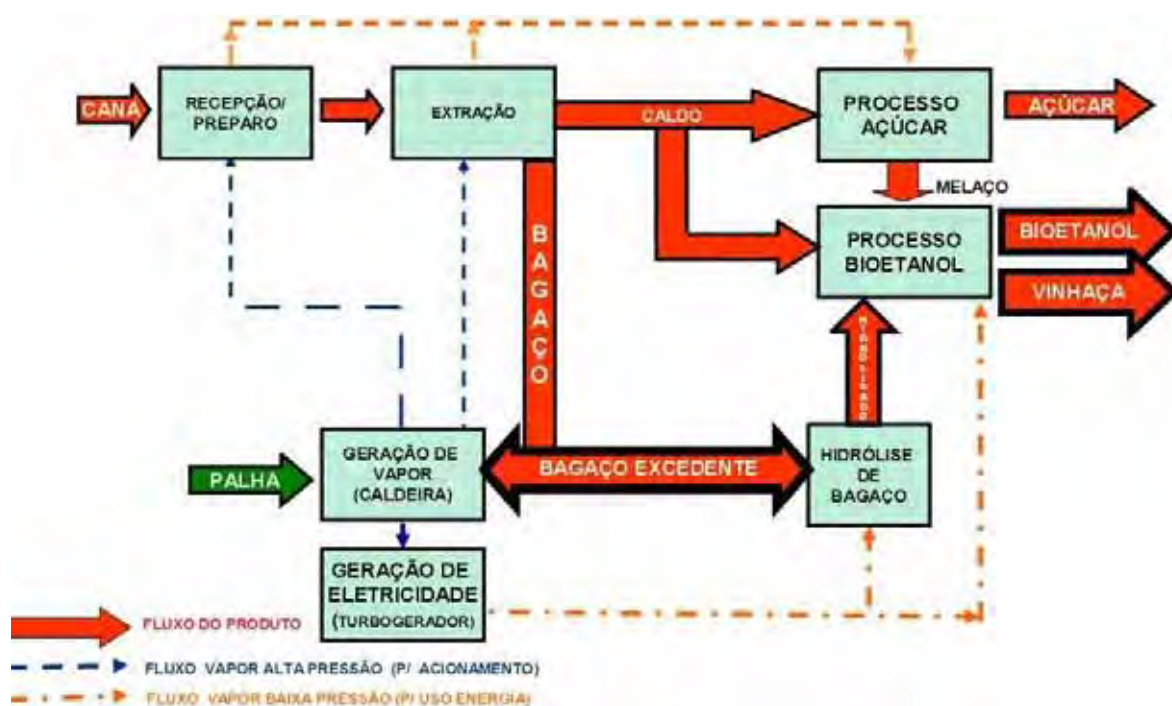 CANA
RECEPÇÃO/
PREPARO
EXTRAÇÃO
CALDO
PROCESSO
AÇÚCAR
AÇÚCAR
MELAÇO
PROCESSO
BIOETANOL
BIOETANOL
VINHAÇA
BAGAÇO
HIDROLISADO
PALHA
GERAÇÃO DE
VAPOR
(CALDEIRA)
BAGAÇO EXCEDENTE
HIDRÓLISE
DE
BAGAÇO
GERAÇÃO DE
ELETRICIDADE
(TURBOGERADOR)
FLUXO DO PRODUTO
FLUXO VAPOR ALTA PRESSÃO (P/ ACIONAMENTO)
FLUXO VAPOR BAIXA PRESSÃO (P/ USO ENERGIA)